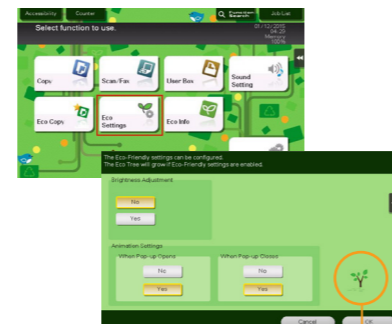 Accessibility
Counter
Function
Search
Job List
Select function to use.
01/12/2015
04:23
Memory
100%
Copy
Scan/Fax
User Box
Sound
Setting
Eco Copy
Eco
Settings
Eco Info
The Eco-Friendly settings can be configured.
The Eco Tree will grow if Eco-Friendly settings are enabled.
Brightness Adjustment
No
Yes
Animation Settings
When Pop-up Opens
When Pop-up Closes
No
No
Yes
Yes
Cancel
OK